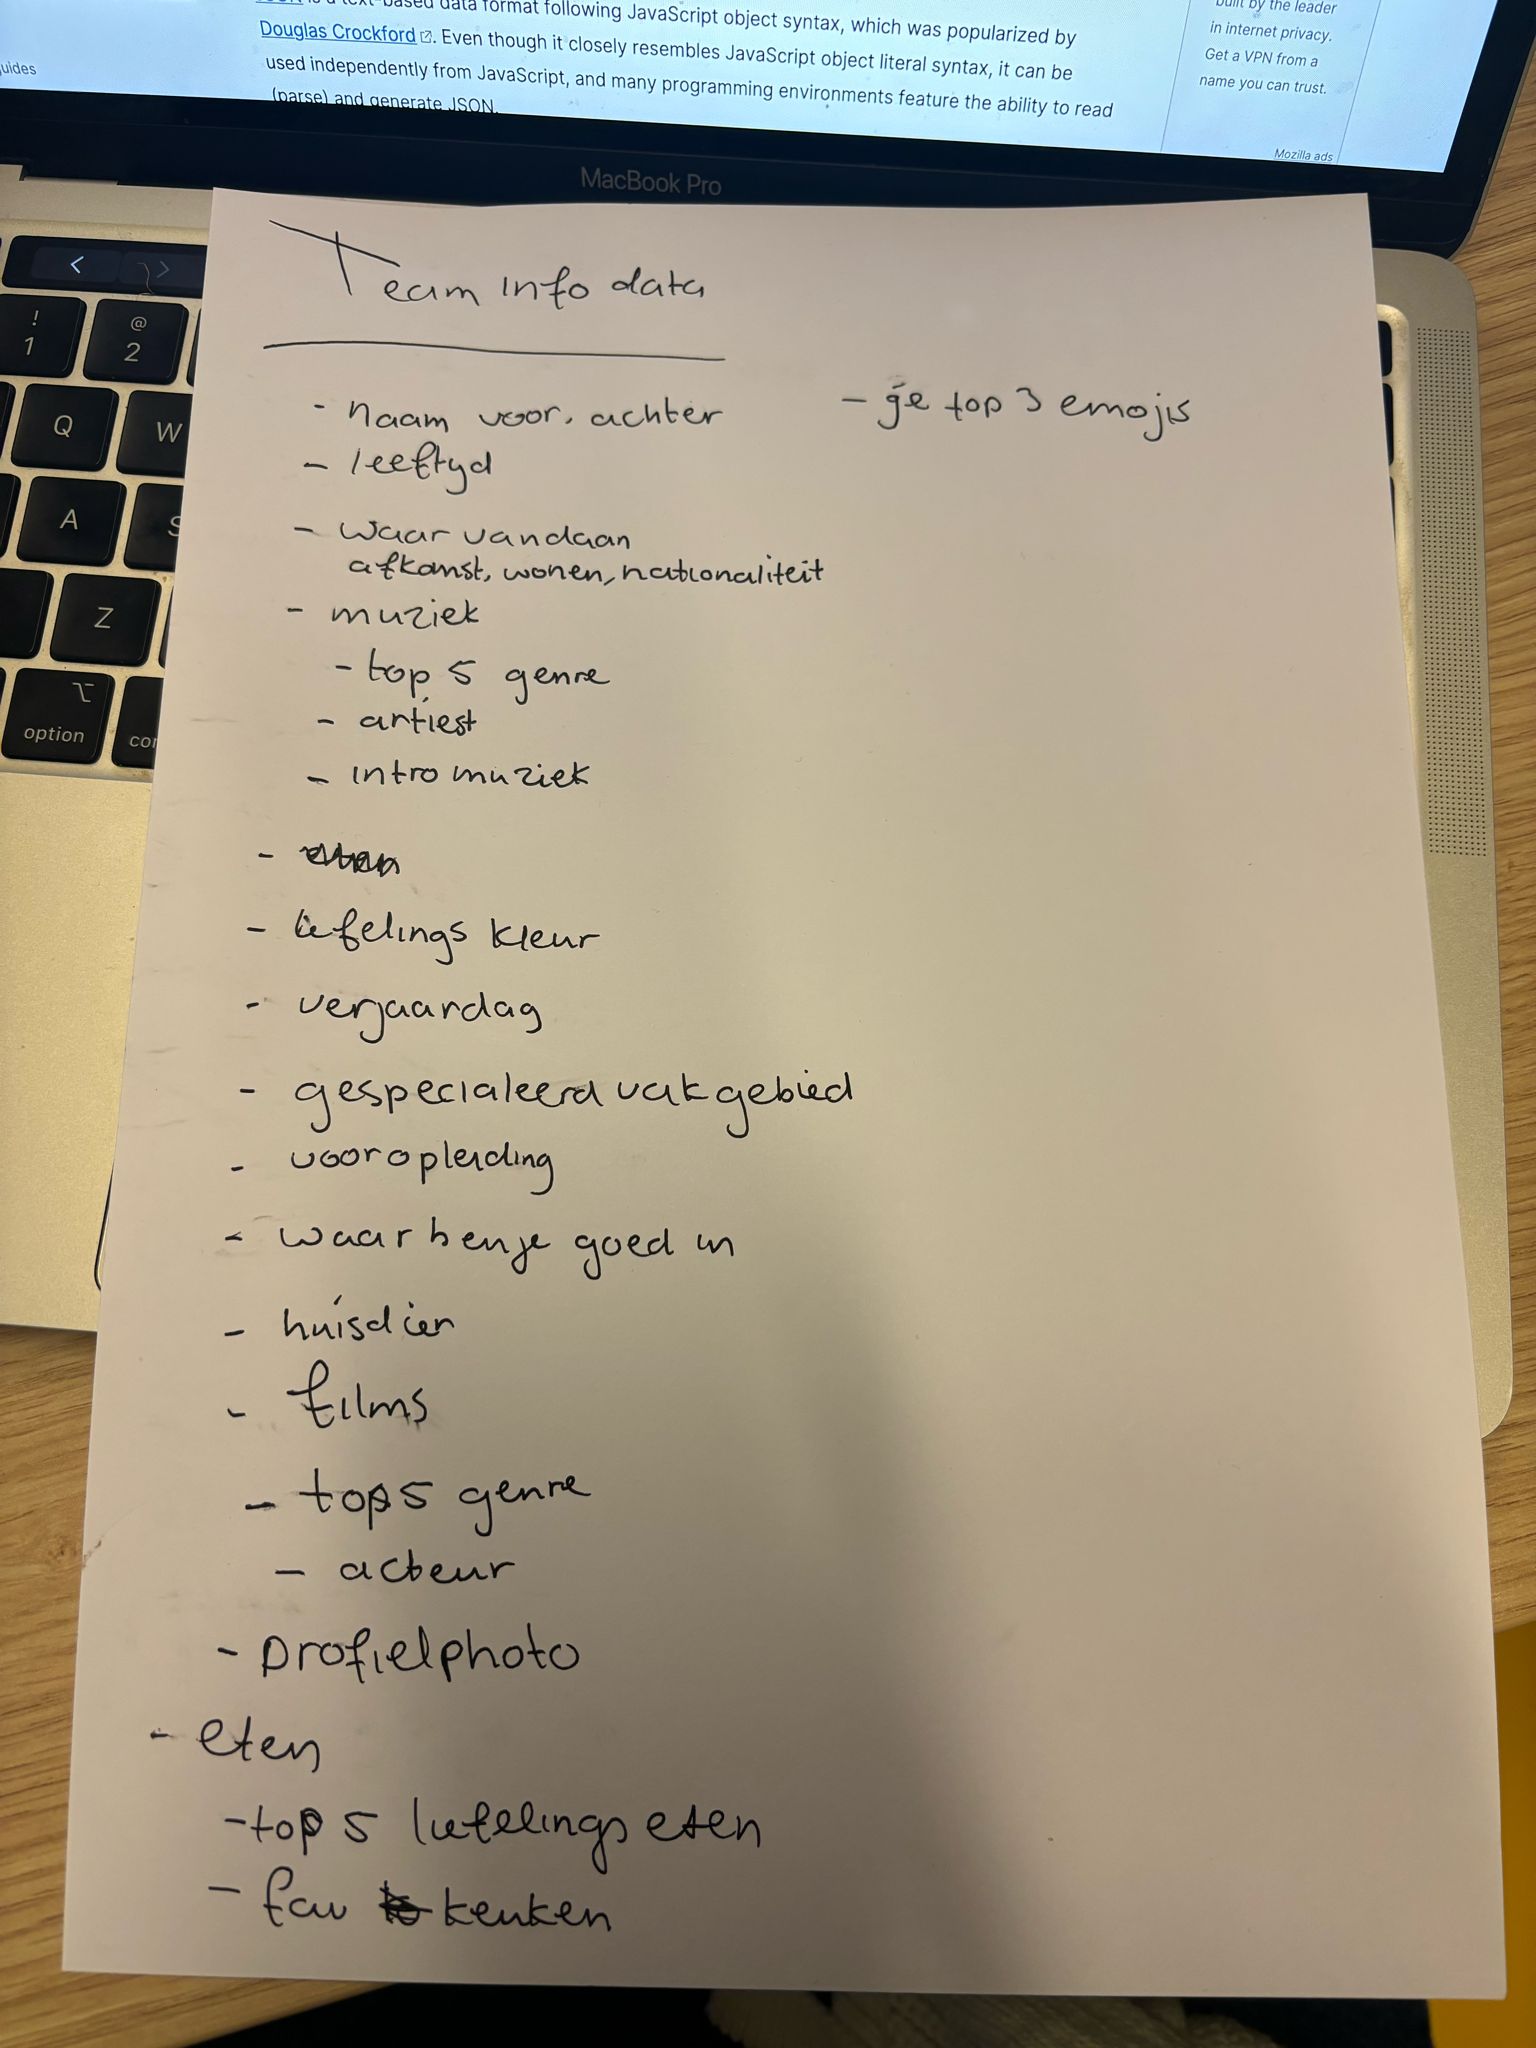 is a text-based data format following JavaScript object syntax, which was popularized by
Douglas Crockford. Even though it closely resembles JavaScript object literal syntax, it can be
used independently from JavaScript, and many programming environments feature the ability to read
(parse) and generate JSON.
built by the leader
in internet privacy.
Get a VPN from a
name you can trust.
Mozilla ads
uides
MacBook Pro
!
1
@
2
Q
W
A
S
Z
option
con
Team info data
- naam voor. achter
- leeftyd
- waar vandaan
afkomst, wonen, nationaliteit
- muziek
- top 5 genre
- artiest
- intro muziek
- eten
- liefelings kleur
- verjaardag
- gespecialeerd vakgebied
- vooropleiding
- waar ben je goed in
- huisdier
- films
- top 5 genre
- acteur
- profielphoto
- eten
- top 5 liefelings eten
- fav keuken
- je top 3 emojis